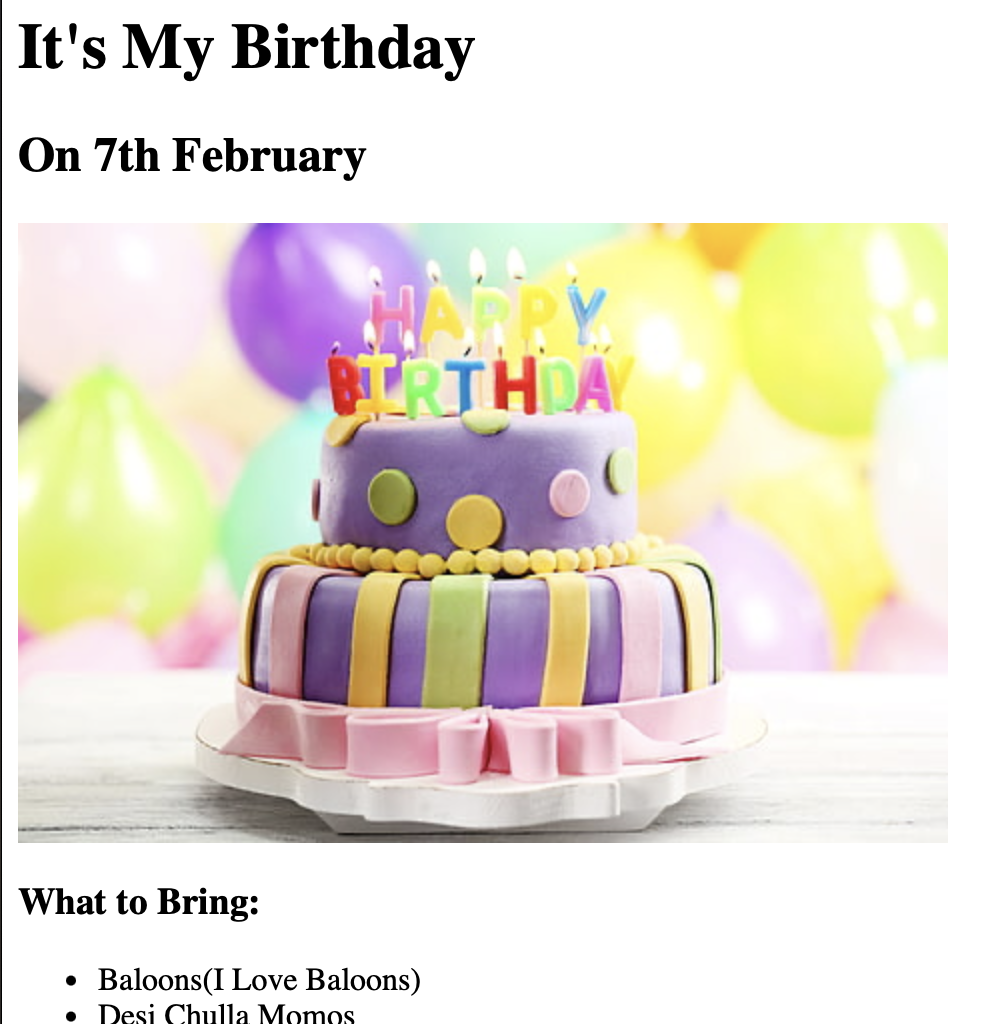 It's My Birthday
On 7th February
HAPPY
BIRTHDAY
What to Bring:
Baloons(I Love Baloons)
Desi Chulla Momos